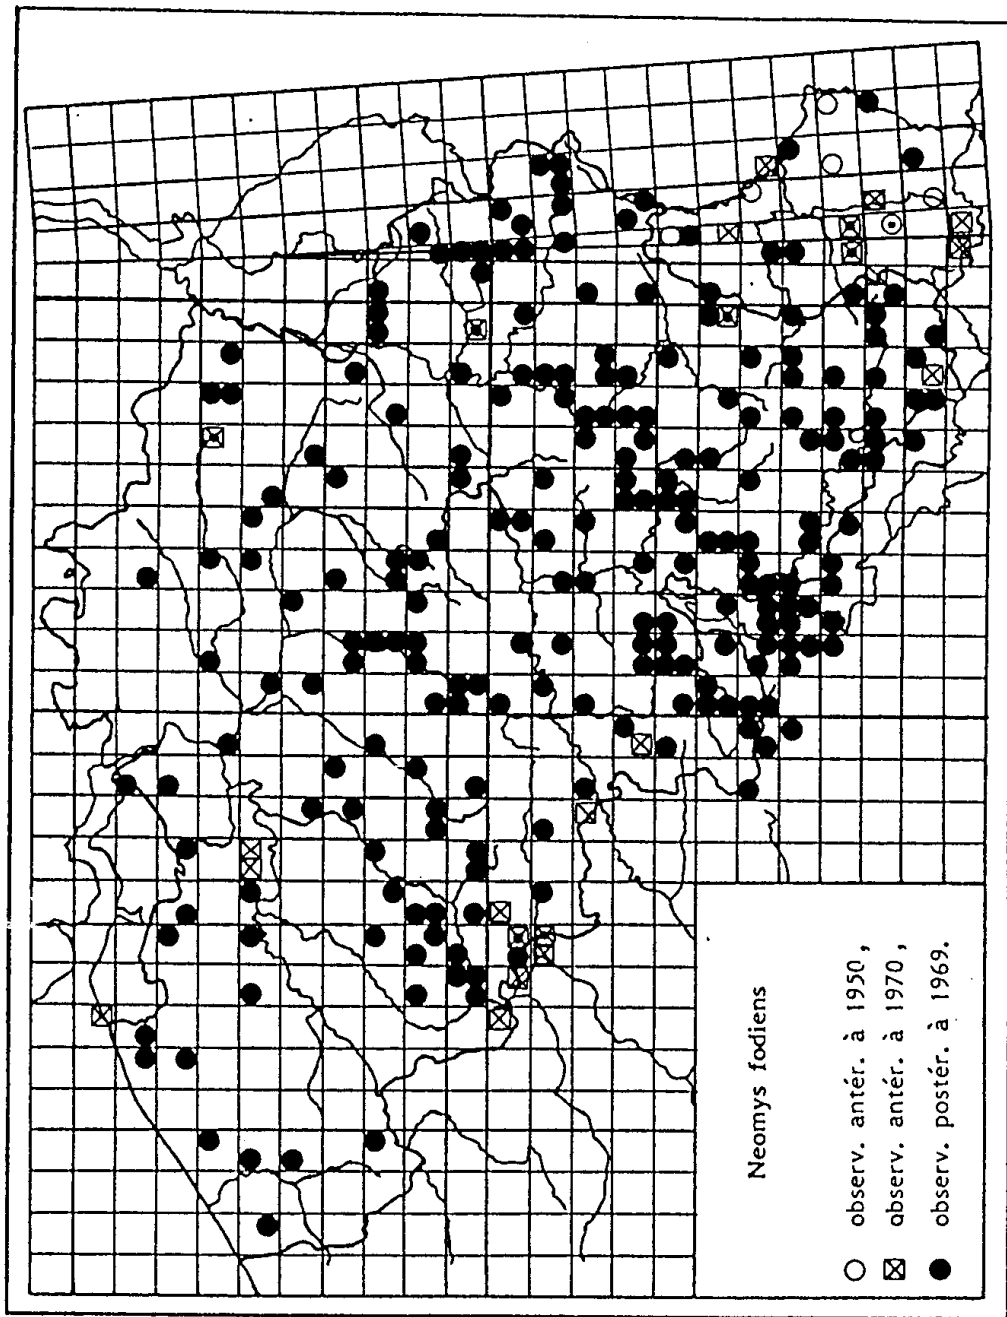 Neomys fodiens
observ. antér. à 1950,
observ. antér. à 1970,
observ. postér. à 1969.